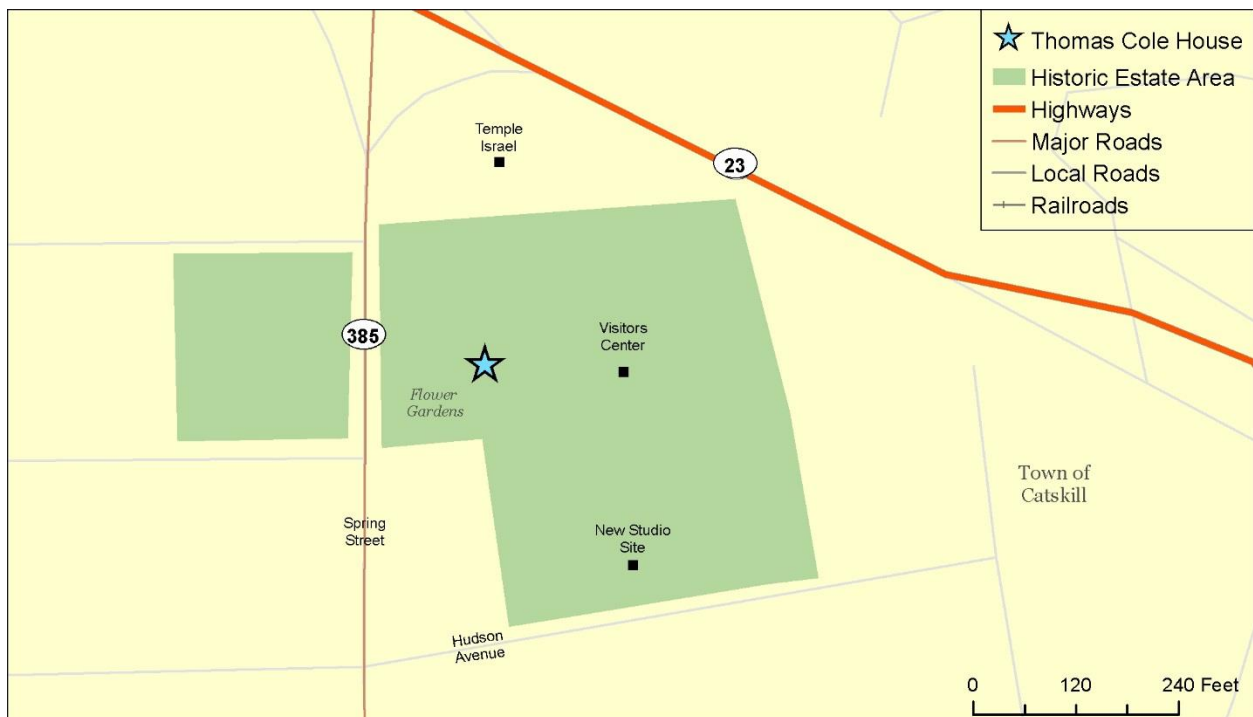 Thomas Cole House
Historic Estate Area
Highways
Major Roads
Local Roads
Railroads
Temple
Israel
23
385
Visitors
Center
Flower
Gardens
Town of
Catskill
Spring
Street
New Studio
Site
Hudson
Avenue
0 120 240 Feet